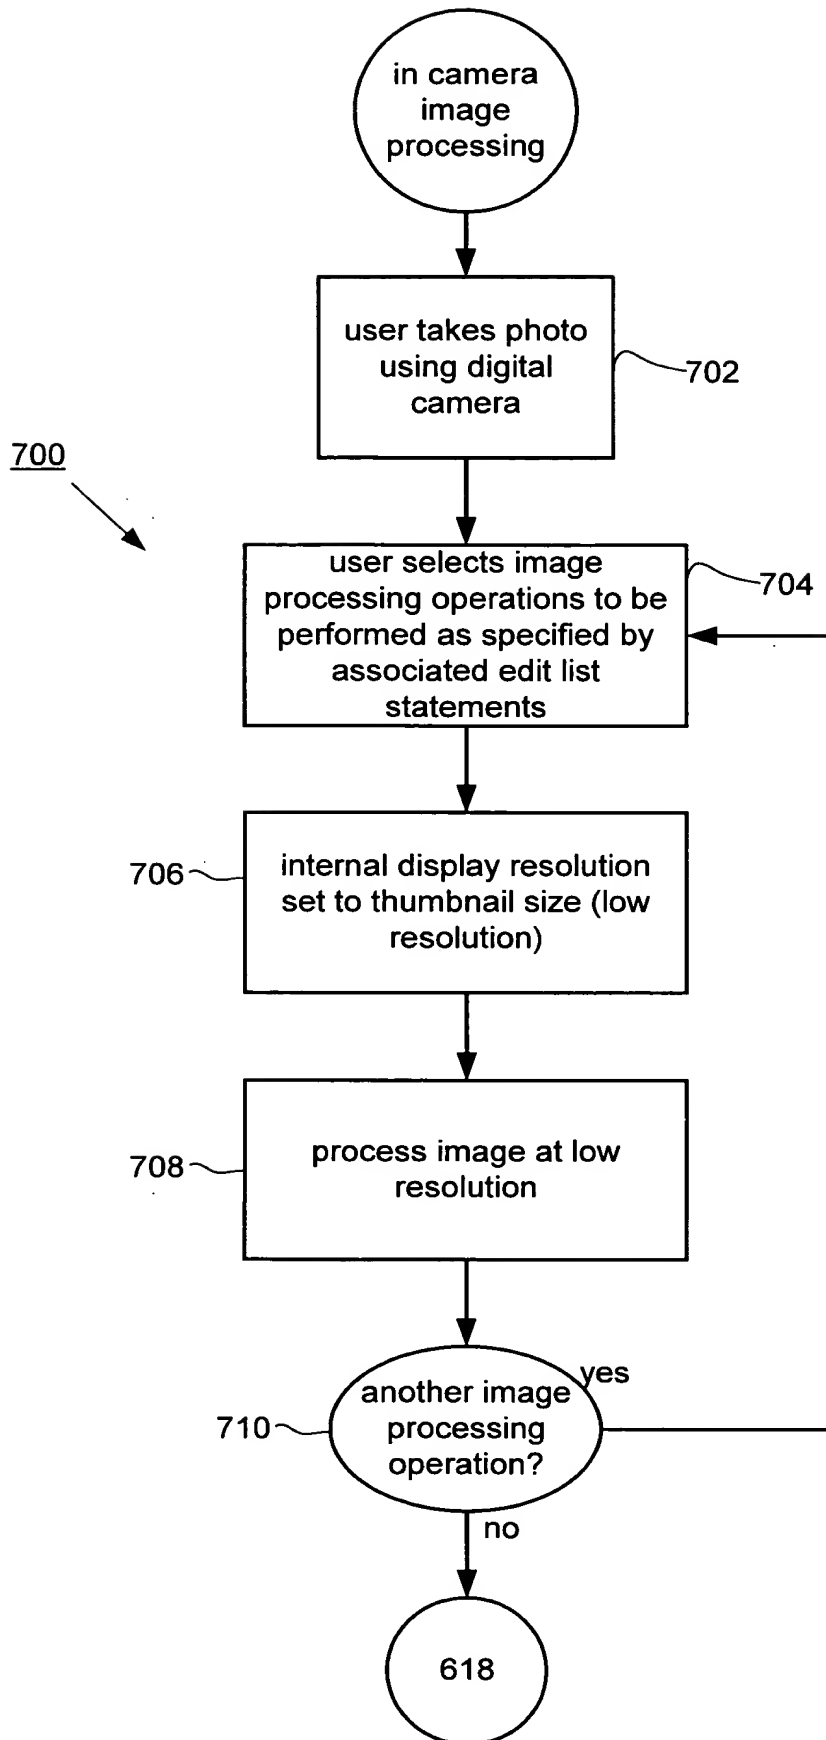 in camera
image
processing
user takes photo
using digital
camera
702
700
user selects image
processing operations to be
performed as specified by
associated edit list
statements
704
internal display resolution
set to thumbnail size (low
resolution)
706
process image at low
resolution
708
another image
processing
operation?
yes
710
no
618